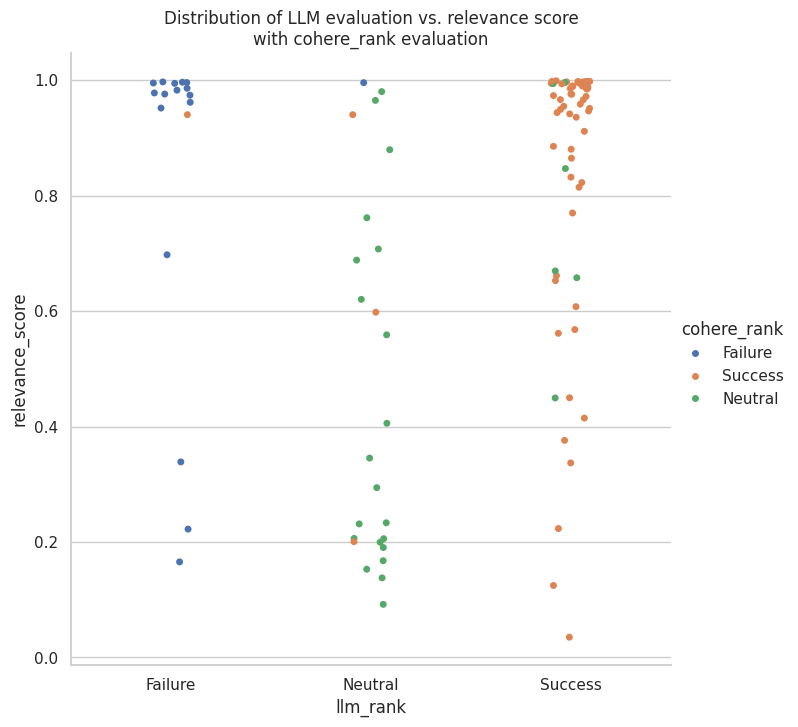 Distribution of LLM evaluation vs. relevance score
with cohere_rank evaluation
relevance_score
1.0
0.8
0.6
0.4
0.2
0.0
Failure
Neutral
Success
llm_rank
cohere_rank
Failure
Success
Neutral